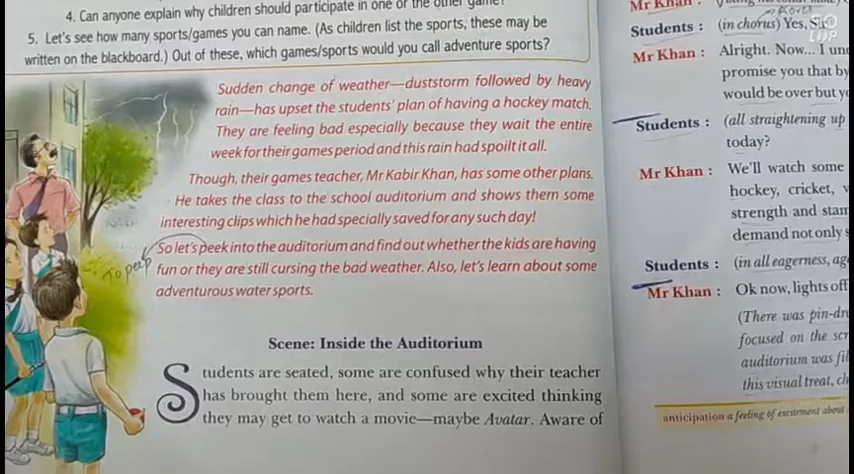 4. Can anyone explain why children should participate in one or the other game?
5. Let's see how many sports/games you can name. (As children list the sports, these may be
written on the blackboard.) Out of these, which games/sports would you call adventure sports?
Sudden change of weather—duststorm followed by heavy
rain—has upset the students' plan of having a hockey match.
They are feeling bad especially because they wait the entire
week for their games period and this rain had spoilt it all.
Though, their games teacher, Mr Kabir Khan, has some other plans.
He takes the class to the school auditorium and shows them some
interesting clips which he had specially saved for any such day!
So let's peek into the auditorium and find out whether the kids are having
To peep
fun or they are still cursing the bad weather. Also, let's learn about some
adventurous water sports.
Scene: Inside the Auditorium
Students are seated, some are confused why their teacher
has brought them here, and some are excited thinking
they may get to watch a movie—maybe Avatar. Aware of
Mr Khan :
Students : (in chorus) Yes,
Mr Khan : Alright. Now... I
promise you that by
would be over but
Students : (all straightening up
today?
Mr Khan : We'll watch some
hockey, cricket,
strength and
demand not only
Students : (in all eagerness,
Mr Khan : Ok now, lights off
(There was
focused on the
auditorium was
this visual treat,
anticipation a feeling of excitement about